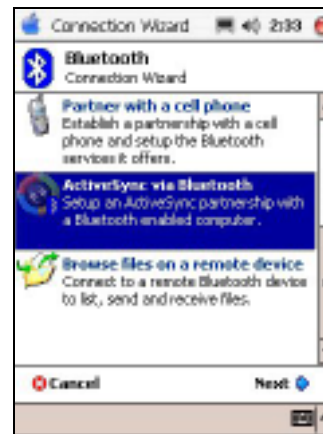 Connection Wizard 2:33
Bluetooth
Connection Wizard
Partner with a cell phone
Establish a partnership with a cell
phone and setup the Bluetooth
services it offers.
ActiveSync via Bluetooth
Setup an ActiveSync partnership with
a Bluetooth enabled computer.
Browse files on a remote device
Connect to a remote Bluetooth device
to list, send and receive files.
Cancel Next